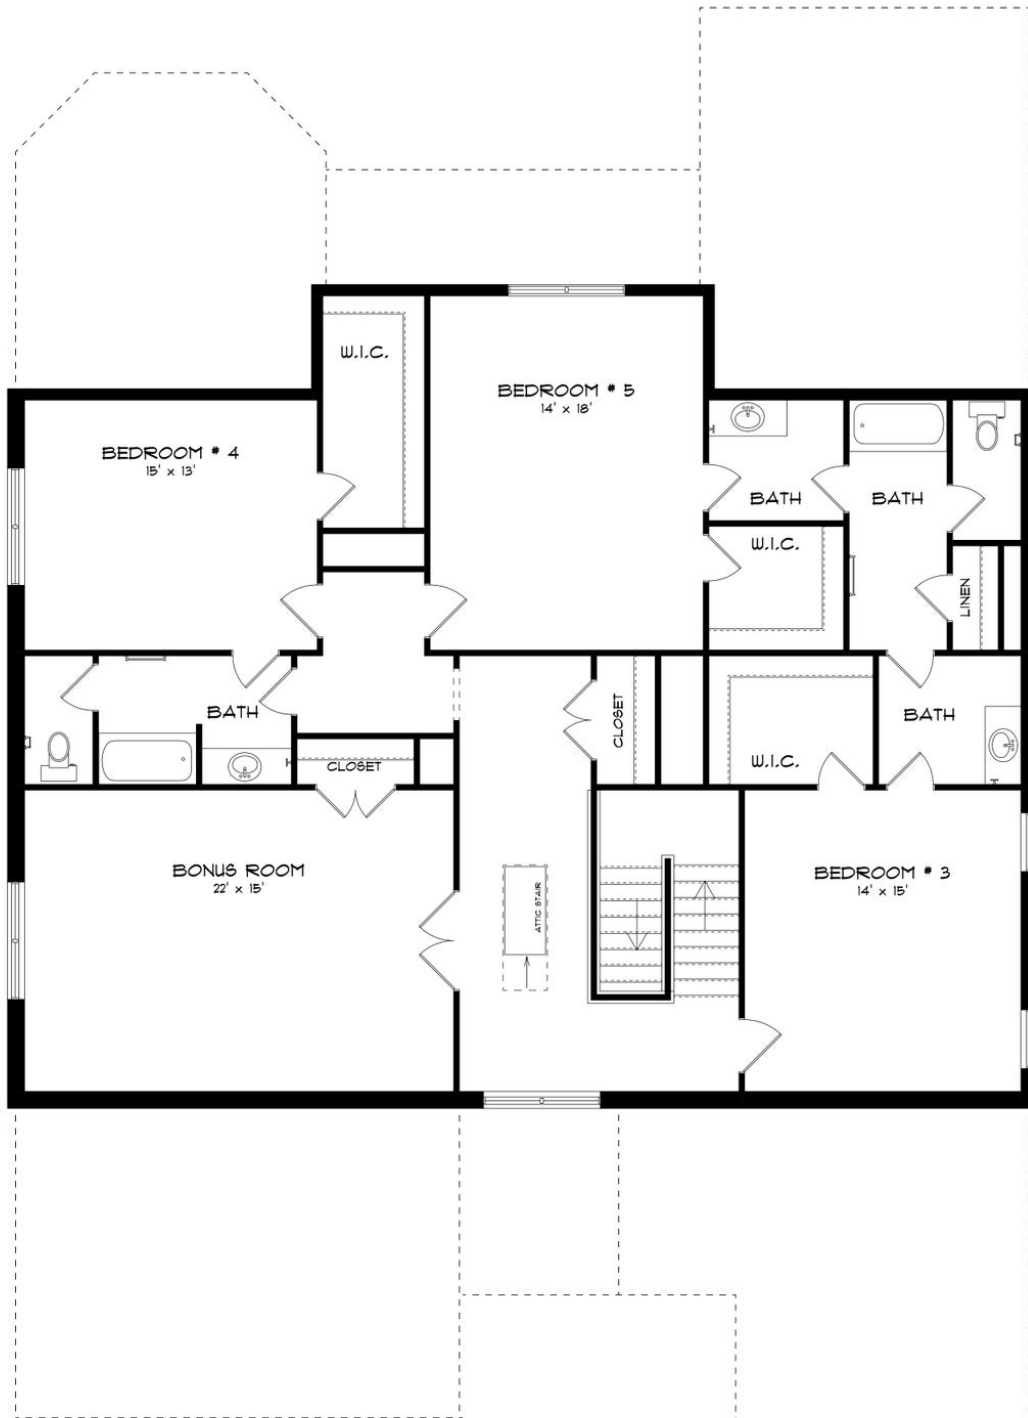 W.I.C.
BEDROOM # 5
14' x 18'
BEDROOM # 4
15' x 13'
BATH
BATH
W.I.C.
LINEN
BATH
CLOSET
BATH
W.I.C.
CLOSET
BONUS ROOM
22' x 15'
ATTIC STAIR
BEDROOM # 3
14' x 15'